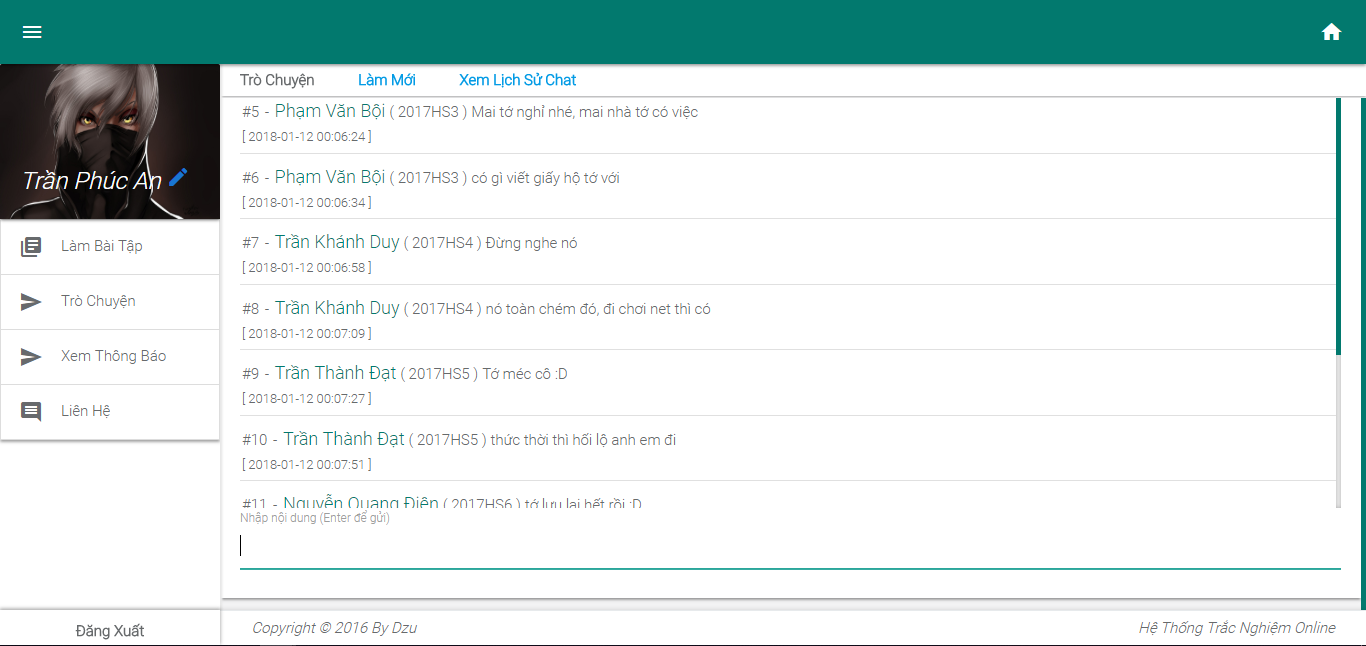 Trò Chuyện Làm Mới Xem Lịch Sử Chat
Trần Phúc An
Làm Bài Tập
Trò Chuyện
Xem Thông Báo
Liên Hệ
Đăng Xuất
#5 - Phạm Văn Bội ( 2017HS3 ) Mai tớ nghỉ nhé, mai nhà tớ có việc
[ 2018-01-12 00:06:24 ]
#6 - Phạm Văn Bội ( 2017HS3 ) có gì viết giấy hộ tớ với
[ 2018-01-12 00:06:34 ]
#7 - Trần Khánh Duy ( 2017HS4 ) Đừng nghe nó
[ 2018-01-12 00:06:58 ]
#8 - Trần Khánh Duy ( 2017HS4 ) nó toàn chém đó, đi chơi net thì có
[ 2018-01-12 00:07:09 ]
#9 - Trần Thành Đạt ( 2017HS5 ) Tớ méc cô :D
[ 2018-01-12 00:07:27 ]
#10 - Trần Thành Đạt ( 2017HS5 ) thức thời thì hối lộ anh em đi
[ 2018-01-12 00:07:51 ]
#11 - Nguyễn Quang Điện ( 2017HS6 ) tớ lưu lại hết rồi :D
Nhập nội dung (Enter để gửi)
Copyright © 2016 By Dzu
Hệ Thống Trắc Nghiệm Online